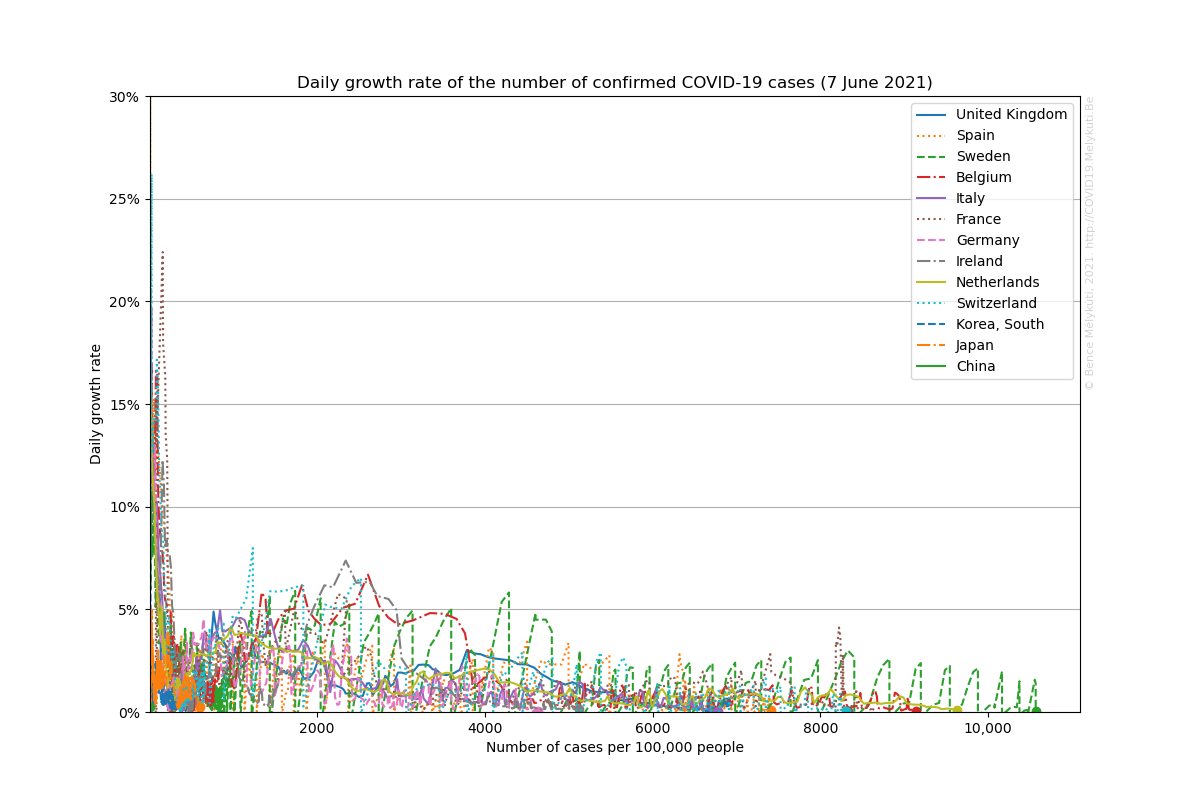 Daily growth rate of the number of confirmed COVID-19 cases (7 June 2021)
30%
25%
20%
15%
10%
5%
0%
Daily growth rate
United Kingdom
Spain
Sweden
Belgium
Italy
France
Germany
Ireland
Netherlands
Switzerland
Korea, South
Japan
China
© Bence Mélykúti, 2021 http://COVID19.Melykuti.Be
2000
4000
6000
8000
10,000
Number of cases per 100,000 people